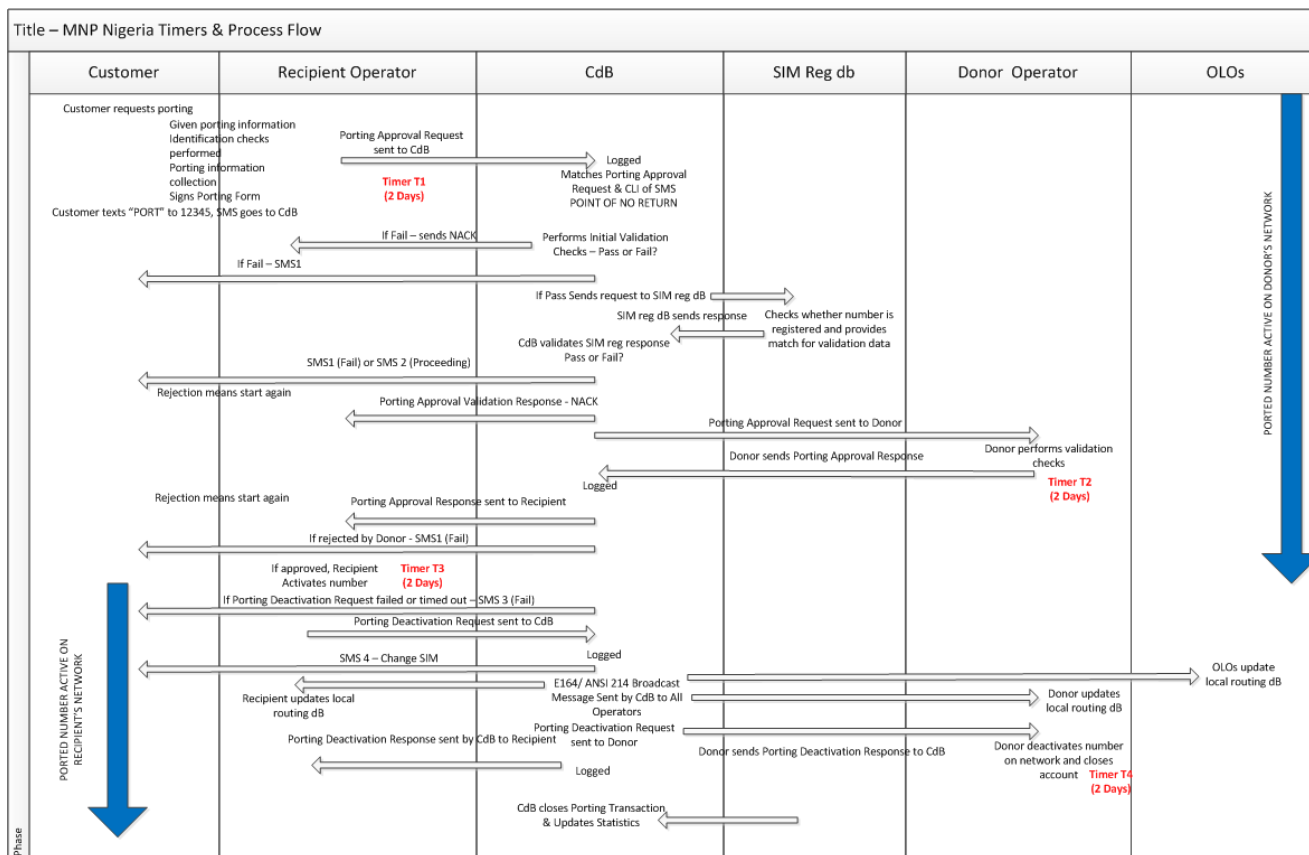 Title – MNP Nigeria Timers & Process Flow
Customer
Recipient Operator
CdB
SIM Reg db
Donor Operator
OLOs
Customer requests porting
Given porting information
Identification checks
performed
Porting information
collection
Signs Porting Form
Customer texts "PORT" to 12345, SMS goes to CdB
Porting Approval Request
sent to CdB
Timer T1
(2 Days)
Logged
Matches Porting Approval
Request & CLI of SMS
POINT OF NO RETURN
If Fail – sends NACK
Performs Initial Validation
Checks – Pass or Fail?
If Fail – SMS1
If Pass Sends request to SIM reg dB
SIM reg dB sends response
Checks whether number is
registered and provides
match for validation data
CdB validates SIM reg response
Pass or Fail?
SMS1 (Fail) or SMS 2 (Proceeding)
Rejection means start again
Porting Approval Validation Response - NACK
Porting Approval Request sent to Donor
Donor sends Porting Approval Response
Donor performs validation
checks
Timer T2
(2 Days)
Logged
Rejection means start again
Porting Approval Response sent to Recipient
If rejected by Donor - SMS1 (Fail)
If approved, Recipient
Activates number
Timer T3
(2 Days)
If Porting Deactivation Request failed or timed out – SMS 3 (Fail)
Porting Deactivation Request sent to CdB
Logged
SMS 4 – Change SIM
E164/ ANSI 214 Broadcast
Message Sent by CdB to All
Operators
OLOs update
local routing dB
Recipient updates local
routing dB
Donor updates
local routing dB
Porting Deactivation Request
sent to Donor
Porting Deactivation Response sent by CdB to Recipient
Logged
Donor sends Porting Deactivation Response to CdB
Donor deactivates number
on network and closes
account
Timer T4
(2 Days)
CdB closes Porting Transaction
& Updates Statistics
PORTED NUMBER ACTIVE ON DONOR'S NETWORK
PORTED NUMBER ACTIVE ON
RECIPIENT'S NETWORK
Phase